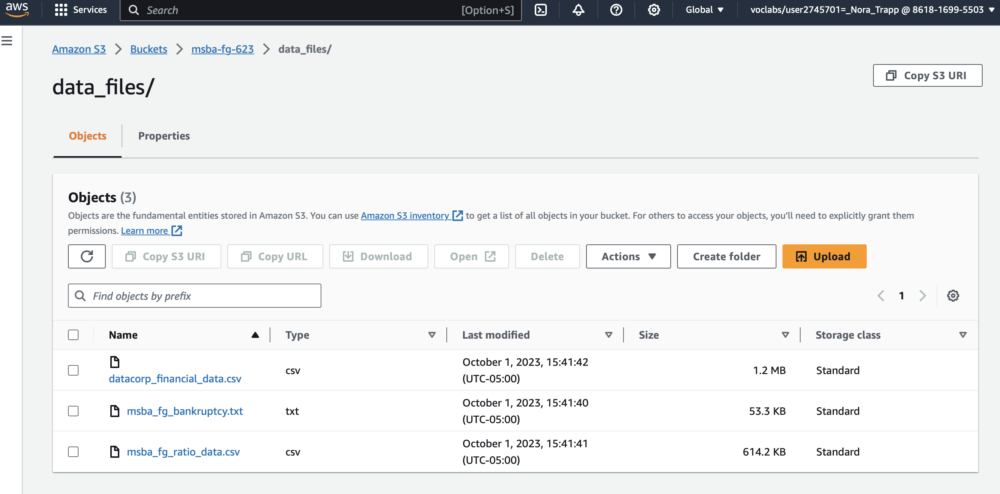 aws Services Search [Option+S] Global voclabs/user2745701=_Nora_Trapp @ 8618-1699-5503
Amazon S3 Buckets msba-fg-623 data_files/
Copy S3 URI
data_files/
Objects Properties
Objects (3)
Objects are the fundamental entities stored in Amazon S3. You can use Amazon S3 inventory to get a list of all objects in your bucket. For others to access your objects, you’ll need to explicitly grant them
permissions. Learn more
Copy S3 URI Copy URL Download Open Delete Actions Create folder Upload
Find objects by prefix 1
Name Type Last modified Size Storage class
datacorp_financial_data.csv csv October 1, 2023, 15:41:42 (UTC-05:00) 1.2 MB Standard
msba_fg_bankruptcy.txt txt October 1, 2023, 15:41:40 (UTC-05:00) 53.3 KB Standard
msba_fg_ratio_data.csv csv October 1, 2023, 15:41:41 (UTC-05:00) 614.2 KB Standard